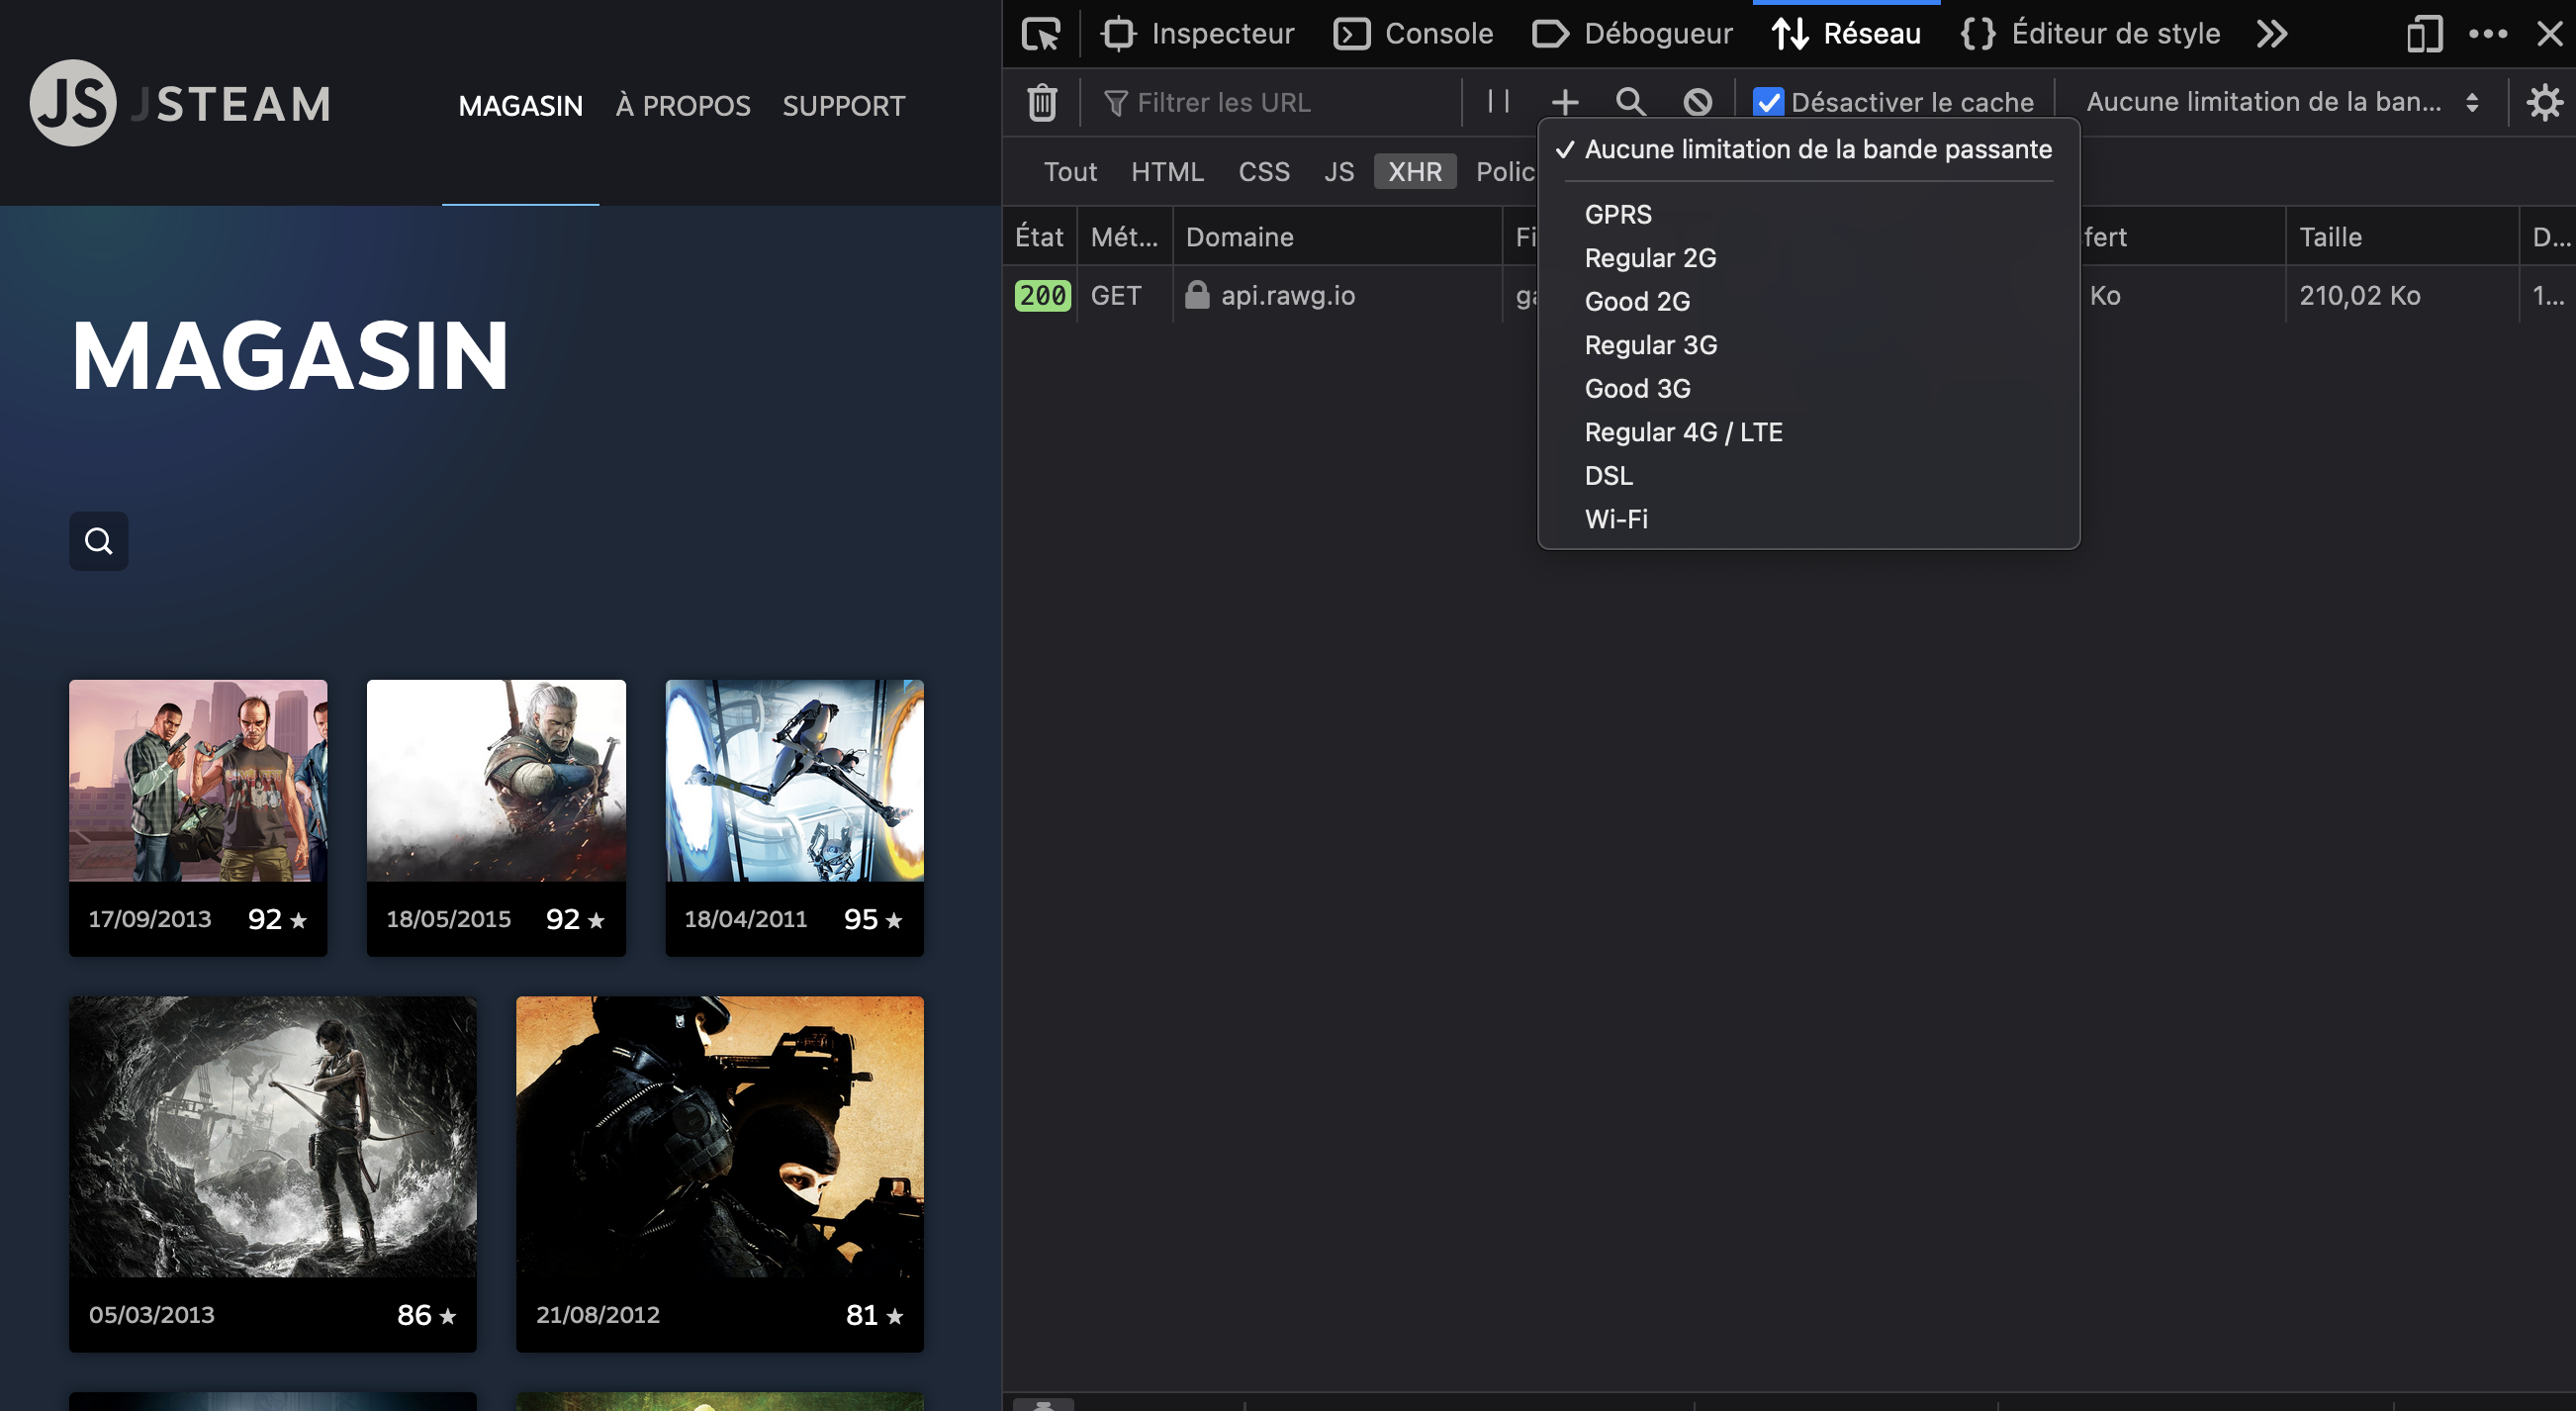 JS JSTEAM
MAGASIN À PROPOS SUPPORT
MAGASIN
17/09/2013 92 ★
18/05/2015 92 ★
18/04/2011 95 ★
05/03/2013 86 ★
21/08/2012 81 ★
Inspecteur Console Débogueur Réseau {} Éditeur de style
Filtrer les URL Désactiver le cache Aucune limitation de la ban...
Tout HTML CSS JS XHR Polic
État Mét... Domaine Fi fert Taille D...
200 GET api.rawg.io ga Ko 210,02 Ko 1...
✓ Aucune limitation de la bande passante
GPRS
Regular 2G
Good 2G
Regular 3G
Good 3G
Regular 4G / LTE
DSL
Wi-Fi